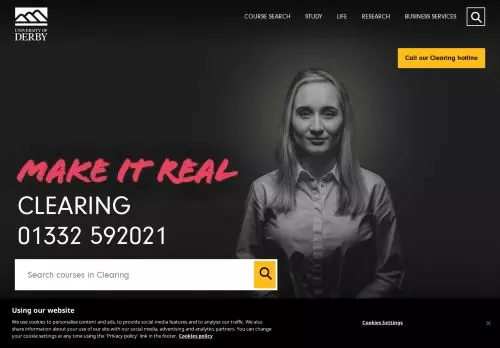 UNIVERSITY OF
DERBY
COURSE SEARCH STUDY LIFE RESEARCH BUSINESS SERVICES
Call our Clearing hotline
MAKE IT REAL
CLEARING
01332 592021
Search courses in Clearing
Using our website
We use cookies to personalise content and ads, to provide social media features and to analyse our traffic. We also
share information about your use of our website with our social media, advertising and analytics partners. You can change
your cookie settings at any time using the 'Privacy policy' link in the footer. Cookies policy
Cookies Settings